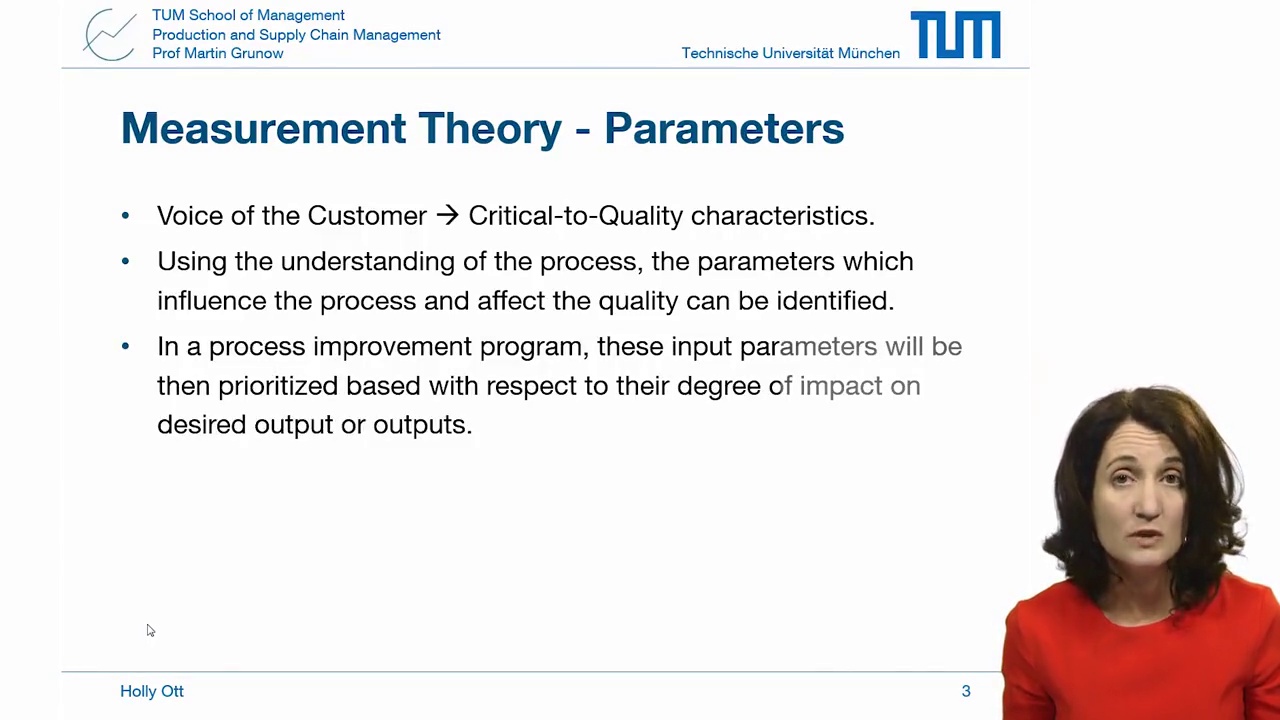 TUM School of Management
Production and Supply Chain Management
Prof Martin Grunow
Technische Universität München
TUM
Measurement Theory - Parameters
• Voice of the Customer → Critical-to-Quality characteristics.
• Using the understanding of the process, the parameters which
influence the process and affect the quality can be identified.
• In a process improvement program, these input parameters will be
then prioritized based with respect to their degree of impact on
desired output or outputs.
Holly Ott
3